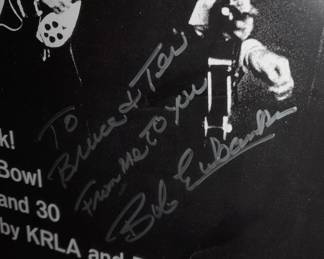 To
Bruce & Teri
From Me To You
Bob Eubanks
k!
Bowl
and 30
by KRLA and